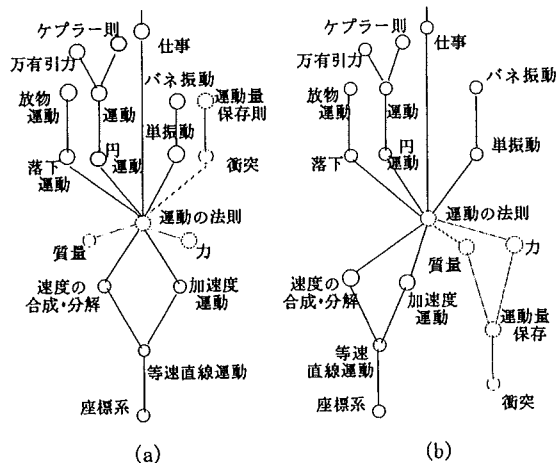 ケプラー則
仕事
万有引力
バネ振動
放物
運動
運動
運動量
保存則
単振動
落下
運動
円
運動
衝突
運動の法則
質量
力
速度の
合成・分解
加速度
運動
等速直線運動
座標系
(a)
ケプラー則
仕事
万有引力
バネ振動
放物
運動
運動
落下
運動
円
運動
単振動
運動の法則
質量
力
速度の
合成・分解
加速度
運動
運動量
保存
等速
直線運動
座標系
衝突
(b)